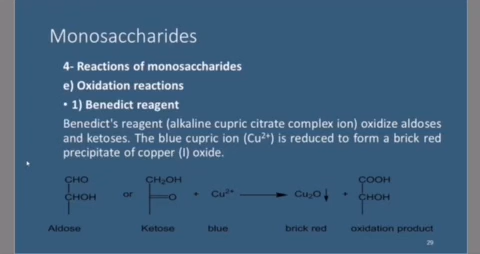 Monosaccharides
4- Reactions of monosaccharides
e) Oxidation reactions
• 1) Benedict reagent
Benedict's reagent (alkaline cupric citrate complex ion) oxidize aldoses
and ketoses. The blue cupric ion (Cu²⁺) is reduced to form a brick red
precipitate of copper (I) oxide.
CHO CH₂OH COOH
CHOH or O + Cu²⁺ Cu₂O + CHOH
Aldose Ketose blue brick red oxidation product
29